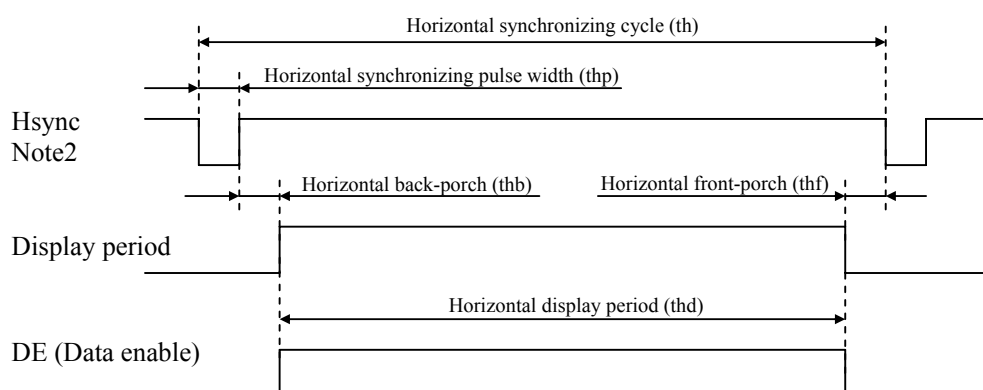 Horizontal synchronizing cycle (th)
Horizontal synchronizing pulse width (thp)
Hsync
Note2
Horizontal back-porch (thb)
Horizontal front-porch (thf)
Display period
Horizontal display period (thd)
DE (Data enable)